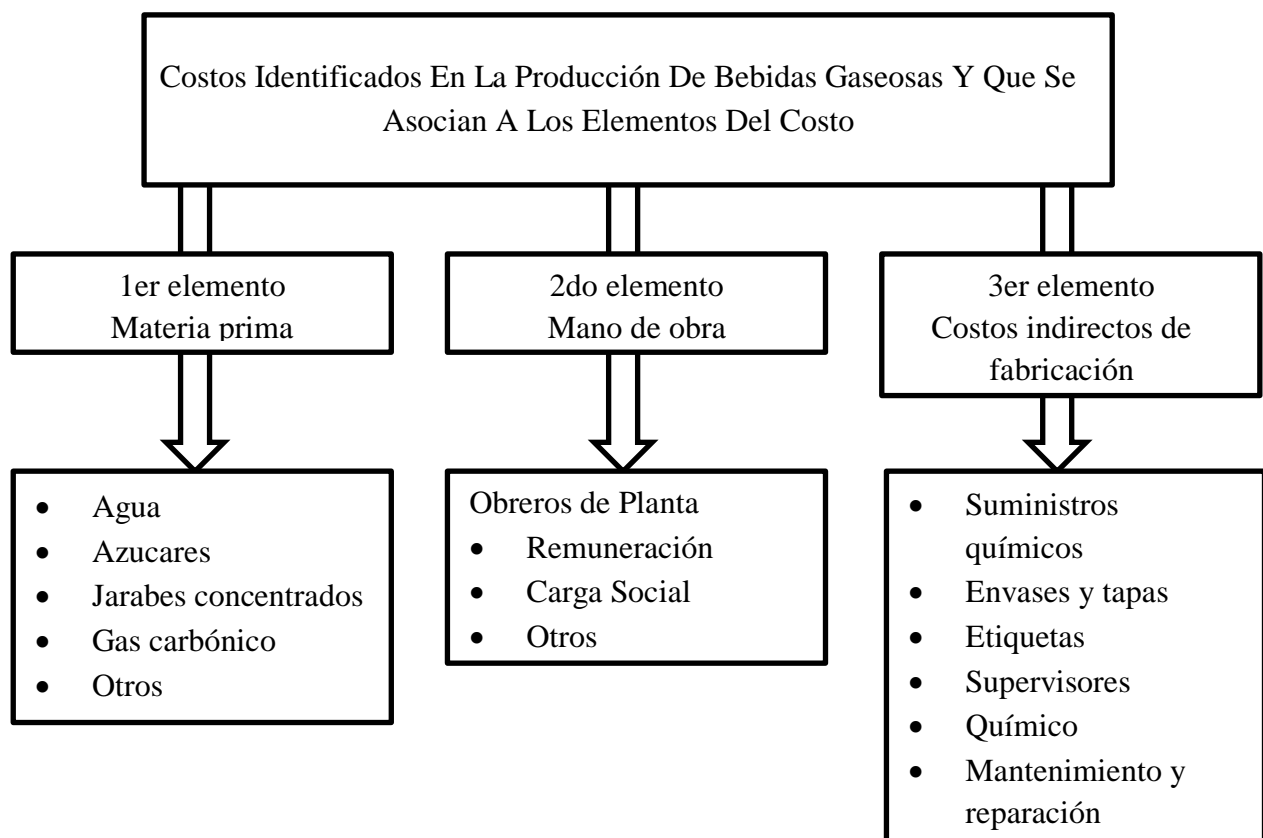 Costos Identificados En La Producción De Bebidas Gaseosas Y Que Se
Asocian A Los Elementos Del Costo
1er elemento
Materia prima
2do elemento
Mano de obra
3er elemento
Costos indirectos de
fabricación
• Agua
• Azucares
• Jarabes concentrados
• Gas carbónico
• Otros
Obreros de Planta
• Remuneración
• Carga Social
• Otros
• Suministros
químicos
• Envases y tapas
• Etiquetas
• Supervisores
• Químico
• Mantenimiento y
reparación